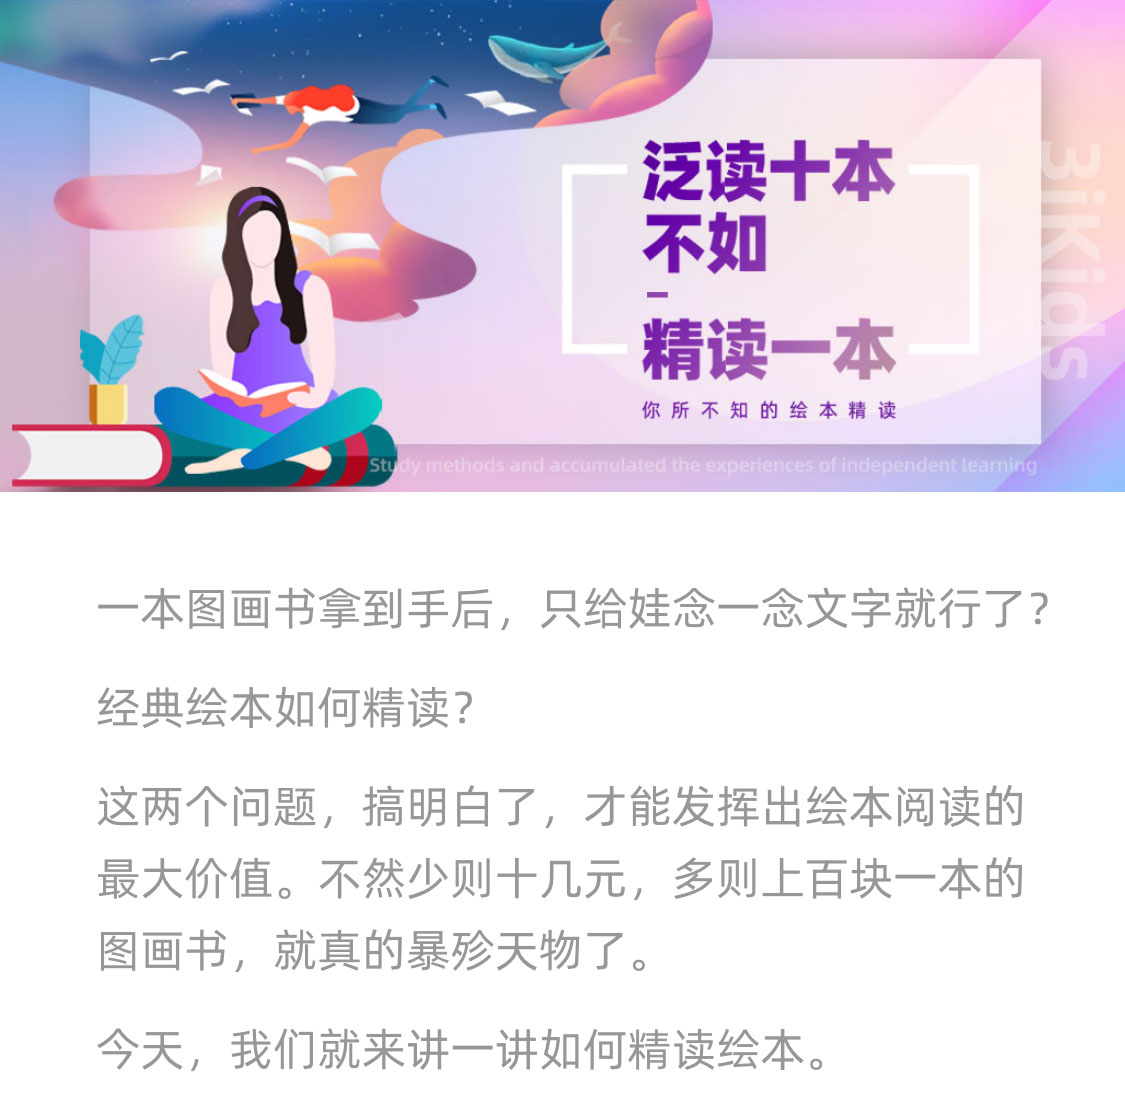 泛读十本
不如
精读一本
你所不知的绘本精读
3iKids
Study methods and accumulated the experiences of independent learning
一本图画书拿到手后，只给娃念一念文字就行了？
经典绘本如何精读？
这两个问题，搞明白了，才能发挥出绘本阅读的
最大价值。不然少则十几元，多则上百块一本的
图画书，就真的暴殄天物了。
今天，我们就来讲一讲如何精读绘本。